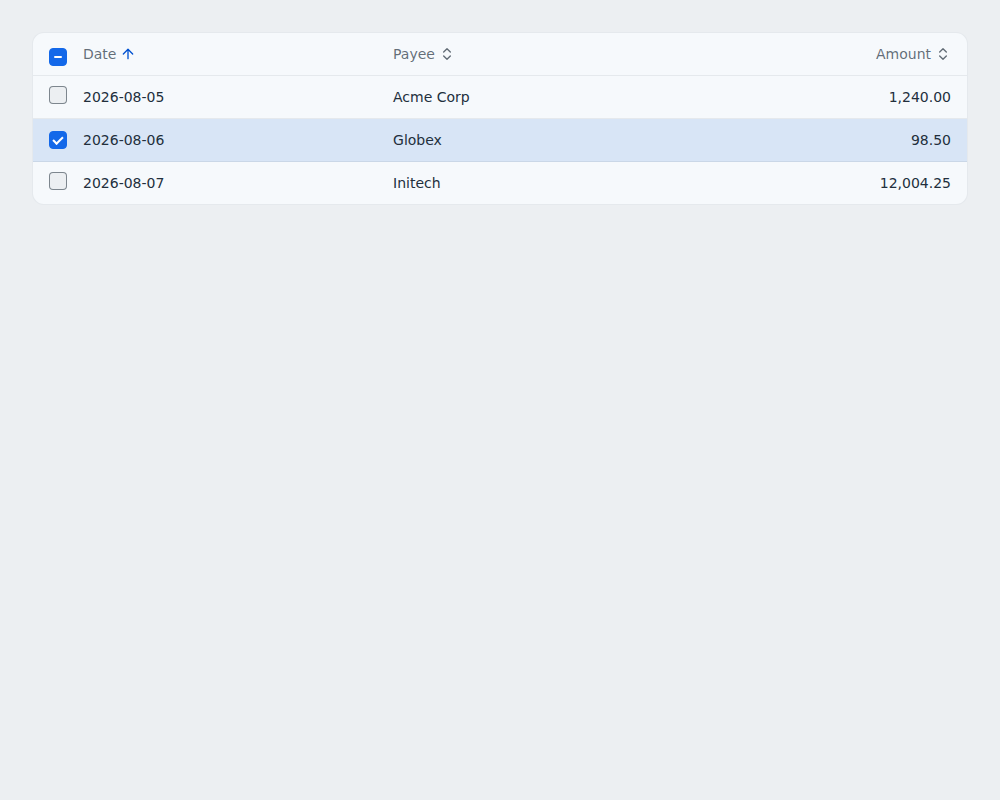 Date Payee Amount
2026-08-05 Acme Corp 1,240.00
2026-08-06 Globex 98.50
2026-08-07 Initech 12,004.25